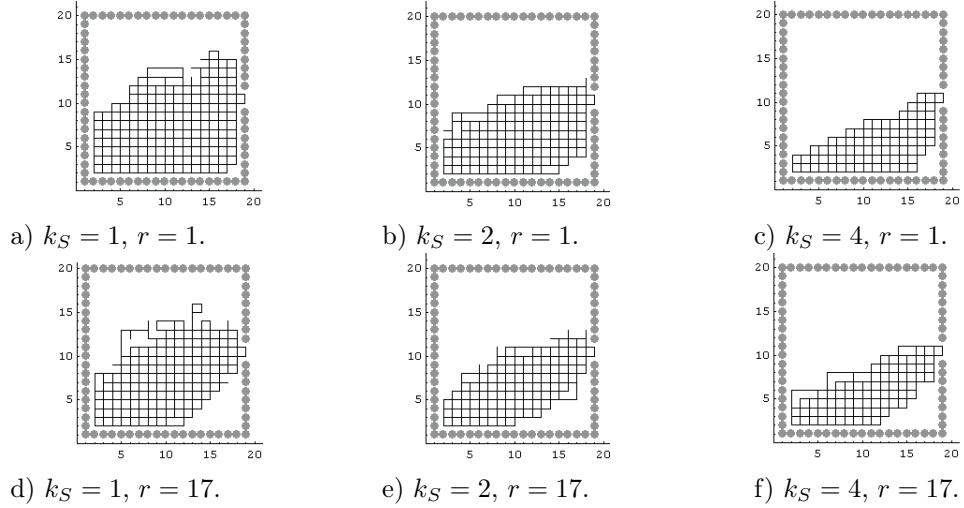 20 20 20
15 15 15
10 10 10
5 5 5
5 10 15 20 5 10 15 20 5 10 15 20
a) k_S = 1, r = 1. b) k_S = 2, r = 1. c) k_S = 4, r = 1.
20 20 20
15 15 15
10 10 10
5 5 5
5 10 15 20 5 10 15 20 5 10 15 20
d) k_S = 1, r = 17. e) k_S = 2, r = 17. f) k_S = 4, r = 17.